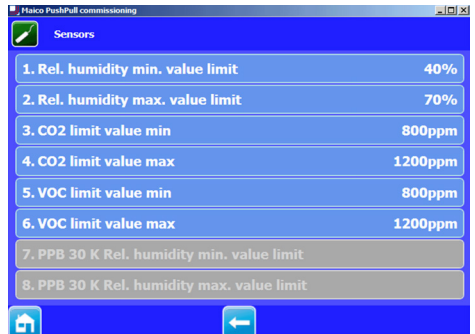 Maico PushPull commissioning
Sensors
1. Rel. humidity min. value limit 40%
2. Rel. humidity max. value limit 70%
3. CO2 limit value min 800ppm
4. CO2 limit value max 1200ppm
5. VOC limit value min 800ppm
6. VOC limit value max 1200ppm
7. PPB 30 K Rel. humidity min. value limit
8. PPB 30 K Rel. humidity max. value limit